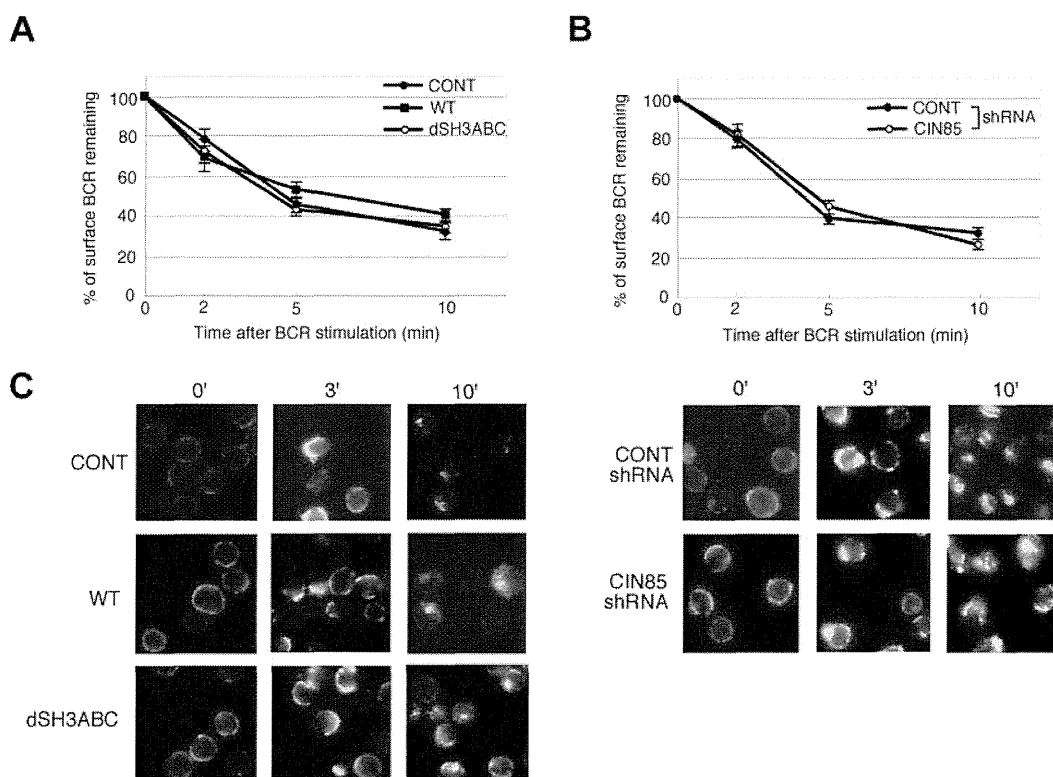 A
CONT
WT
dSH3ABC
% of surface BCR remaining
100
80
60
40
20
0
0
2
5
10
Time after BCR stimulation (min)
B
CONT
CIN85
shRNA
% of surface BCR remaining
100
80
60
40
20
0
0
2
5
10
Time after BCR stimulation (min)
C
0'
3'
10'
CONT
WT
dSH3ABC
0'
3'
10'
CONT
shRNA
CIN85
shRNA